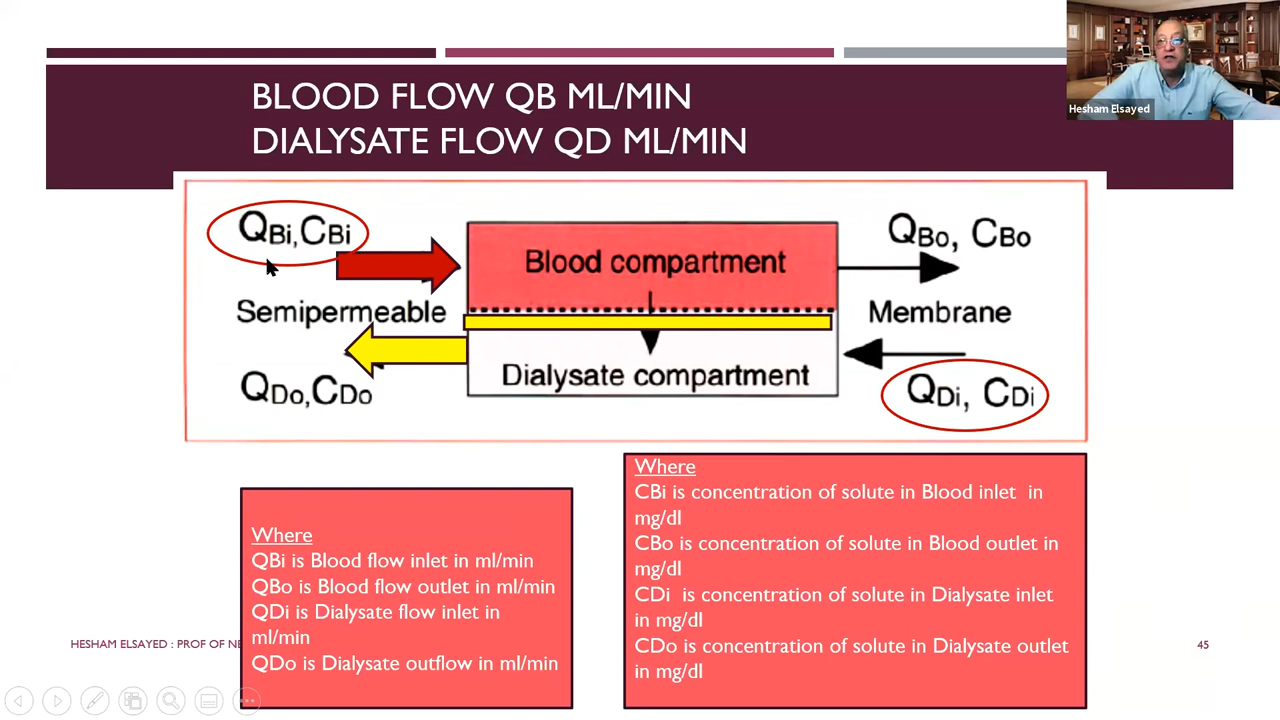 BLOOD FLOW QB ML/MIN
DIALYSATE FLOW QD ML/MIN
Hesham Elsayed
QBi, CBi
QBo, CBo
Blood compartment
Semipermeable
Membrane
QDo, CDo
Dialysate compartment
QDi, CDi
Where
QBi is Blood flow inlet in ml/min
QBo is Blood flow outlet in ml/min
QDi is Dialysate flow inlet in
ml/min
QDo is Dialysate outflow in ml/min
Where
CBi is concentration of solute in Blood inlet in
mg/dl
CBo is concentration of solute in Blood outlet in
mg/dl
CDi is concentration of solute in Dialysate inlet
in mg/dl
CDo is concentration of solute in Dialysate outlet
in mg/dl
HESHAM ELSAYED : PROF OF NE
45